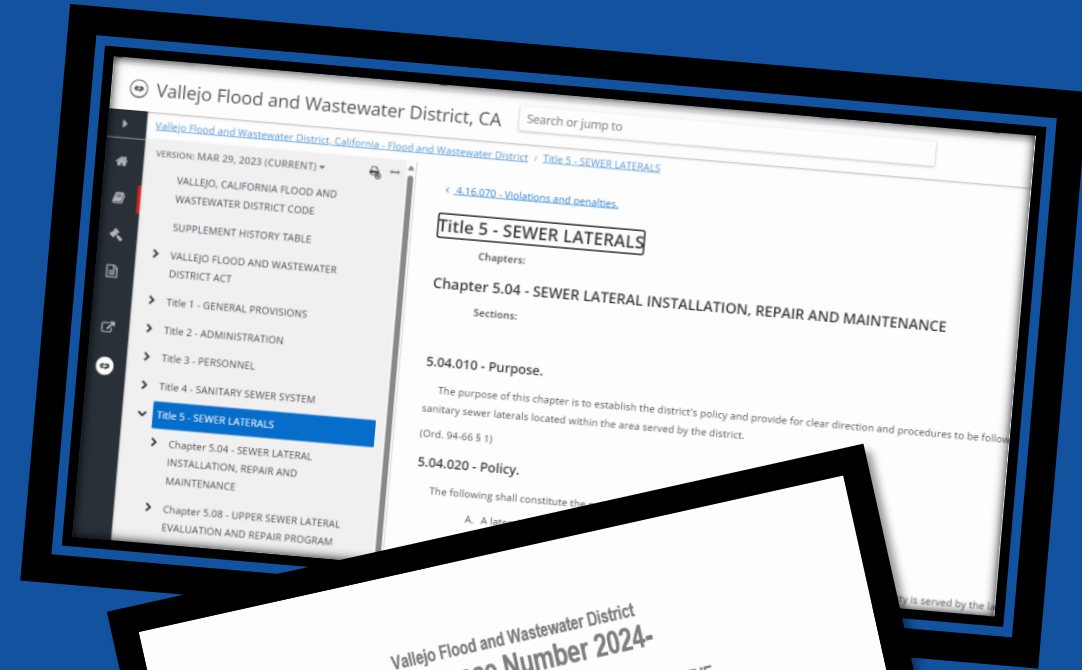 Vallejo Flood and Wastewater District, CA
Search or jump to
Vallejo Flood and Wastewater District, California - Flood and Wastewater District / Title 5 - SEWER LATERALS
VERSION: MAR 29, 2023 (CURRENT)
VALLEJO, CALIFORNIA FLOOD AND
WASTEWATER DISTRICT CODE
SUPPLEMENT HISTORY TABLE
VALLEJO FLOOD AND WASTEWATER
DISTRICT ACT
Title 1 - GENERAL PROVISIONS
Title 2 - ADMINISTRATION
Title 3 - PERSONNEL
Title 4 - SANITARY SEWER SYSTEM
Title 5 - SEWER LATERALS
Chapter 5.04 - SEWER LATERAL
INSTALLATION, REPAIR AND
MAINTENANCE
Chapter 5.08 - UPPER SEWER LATERAL
EVALUATION AND REPAIR PROGRAM
< 4.16.070 - Violations and penalties.
Title 5 - SEWER LATERALS
Chapters:
Chapter 5.04 - SEWER LATERAL INSTALLATION, REPAIR AND MAINTENANCE
Sections:
5.04.010 - Purpose.
The purpose of this chapter is to establish the district's policy and provide for clear direction and procedures to be follow
sanitary sewer laterals located within the area served by the district.
(Ord. 94-66 § 1)
5.04.020 - Policy.
The following shall constitute the
A. A
is served by the
Vallejo Flood and Wastewater District
Number 2024-